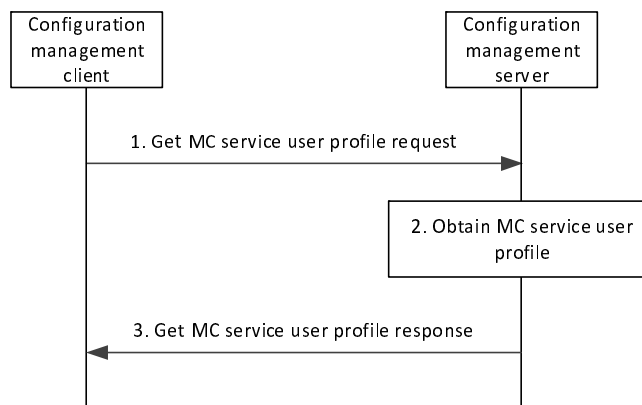 Configuration
management
client
Configuration
management
server
1. Get MC service user profile request
2. Obtain MC service user
profile
3. Get MC service user profile response